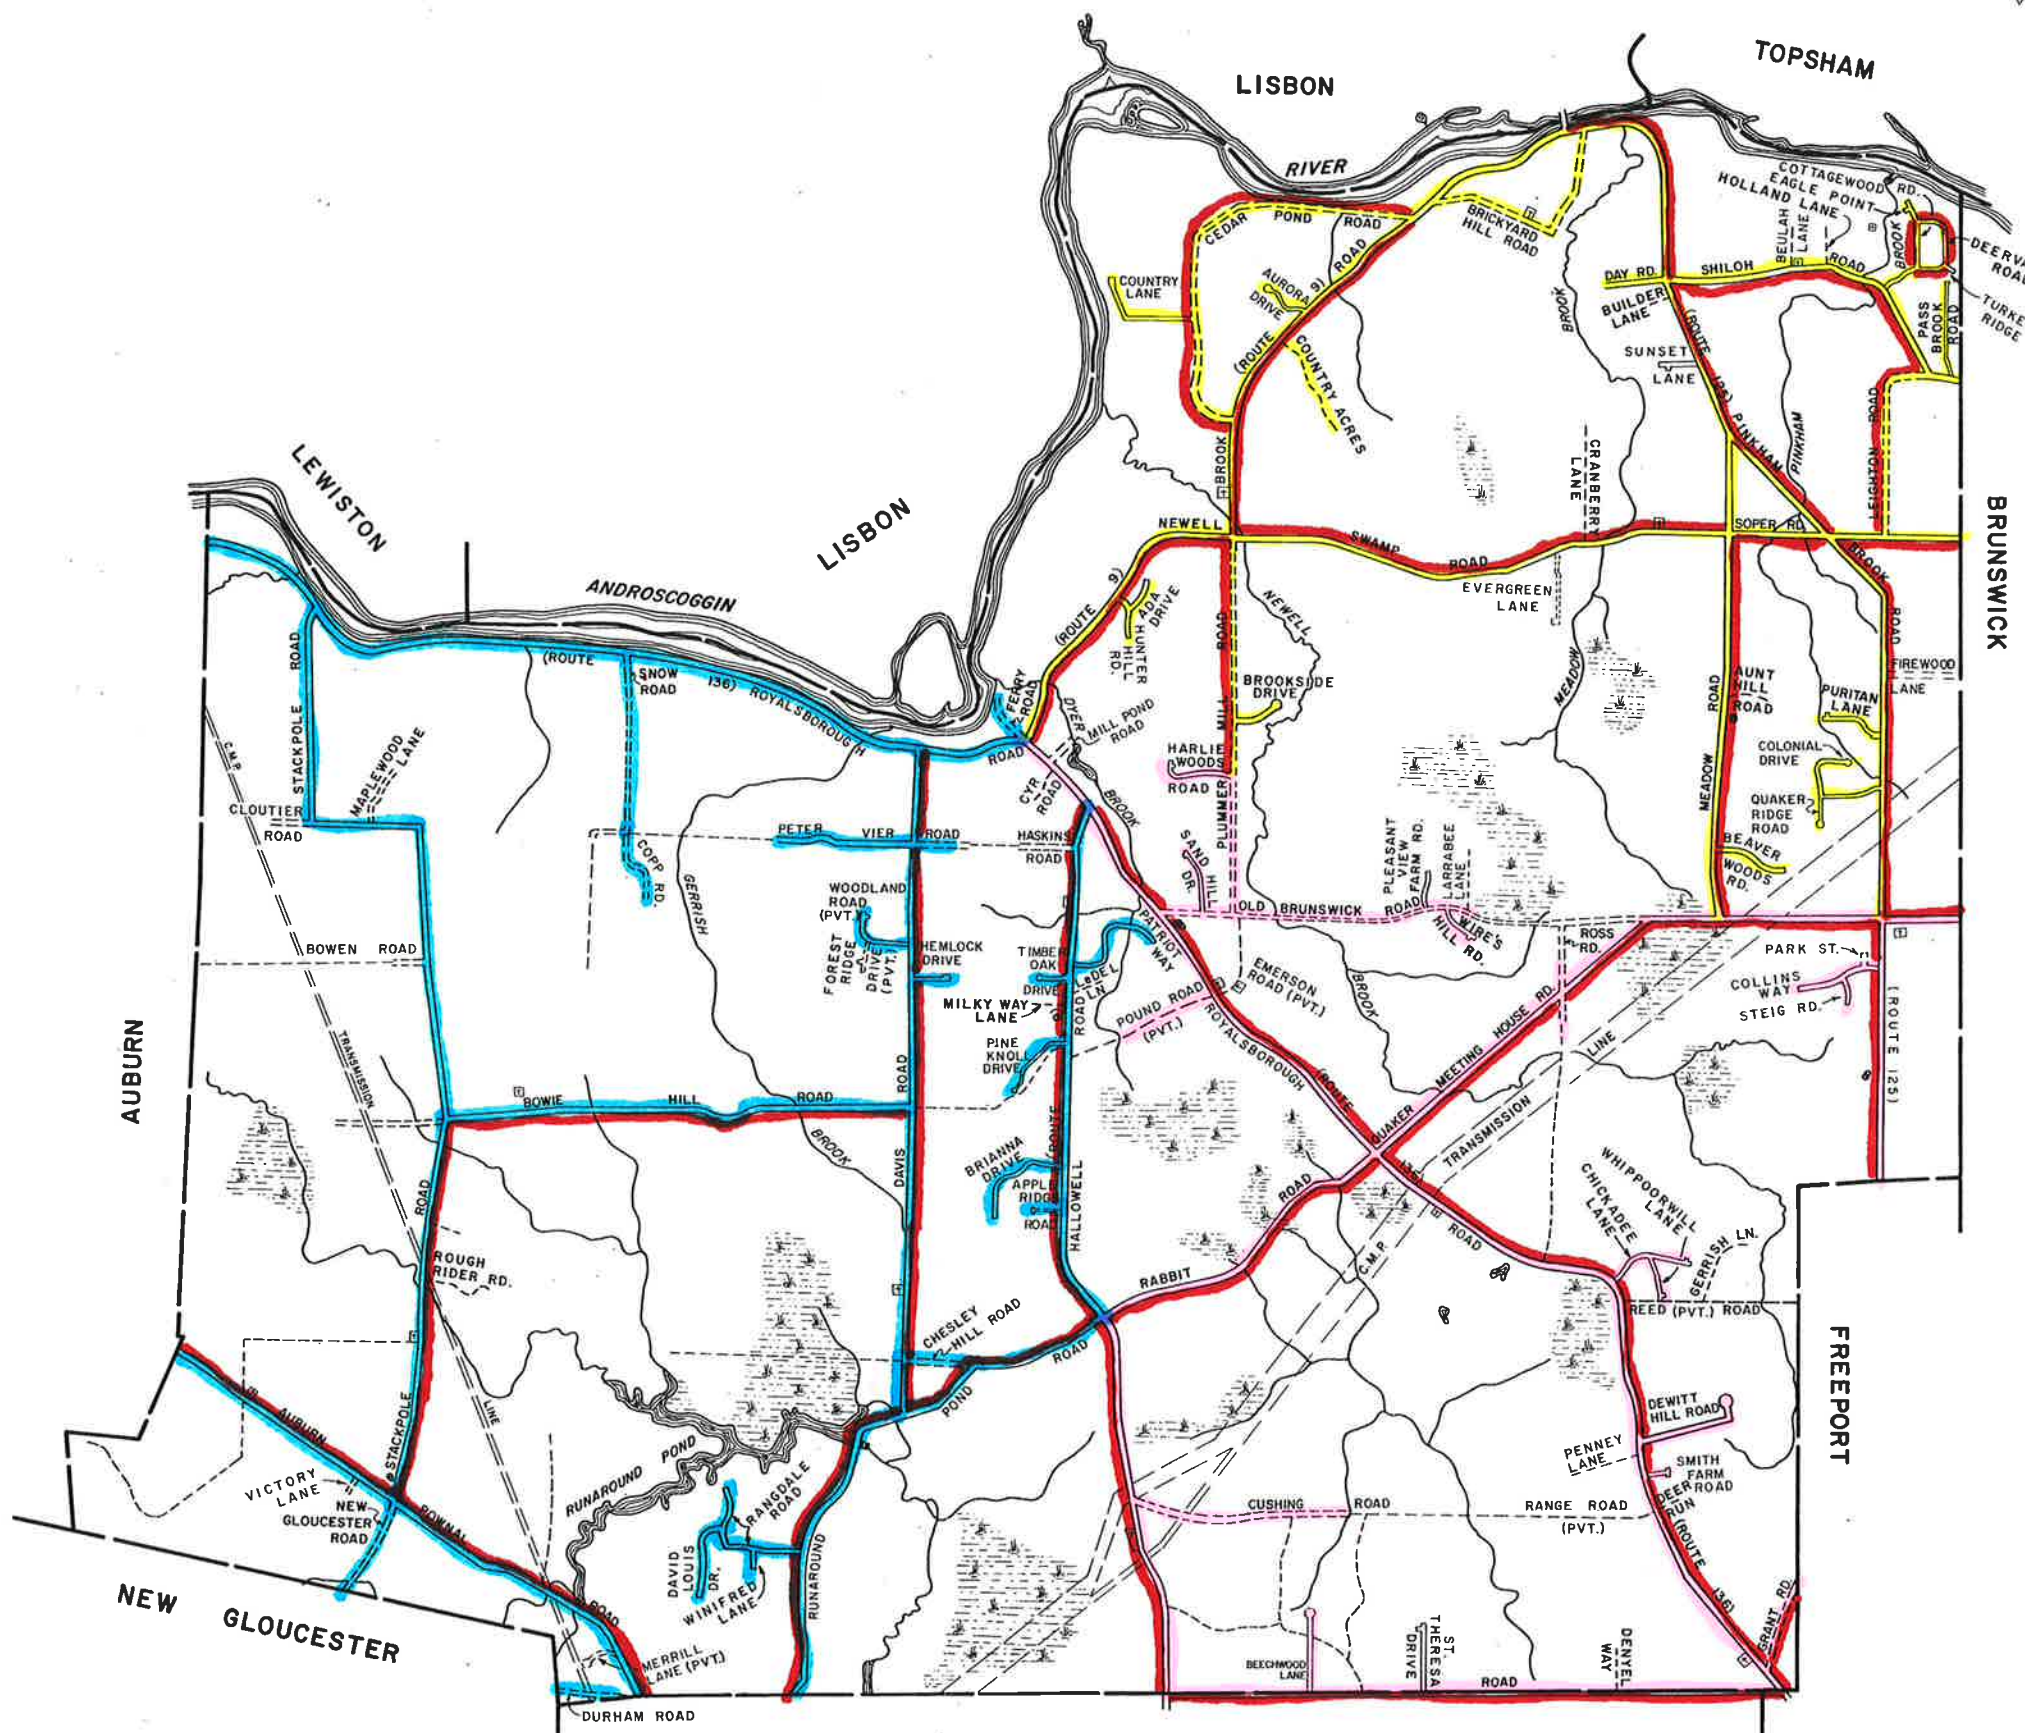 TOPSHAM
LISBON
RIVER
COTTAGEWOOD RD.
EAGLE POINT
HOLLAND LANE
BEULAH
LANE
BROOK
CEDAR POND ROAD
BRICKYARD
HILL ROAD
COUNTRY
LANE
AURORA
DRIVE
(ROUTE 9) ROAD
COUNTRY ACRES
BROOK
DAY RD.
SHILOH ROAD
BUILDER
LANE
SUNSET
LANE
(ROUTE 125) PINKHAM
PINKHAM
PASS
BROOK
ROAD
RIDGE
LEIGHTON ROAD
BROOK
CRANBERRY
LANE
BROOK
NEWELL
SWAMP ROAD
SOPER RD.
ROAD
EVERGREEN
LANE
LEWISTON
LISBON
ANDROSCOGGIN
BRUNSWICK
(ROUTE 9)
ADA
DRIVE
HUNTER
HILL
RD.
NEWELL
ROAD
BROOKSIDE
DRIVE
MEADOW
AUNT
HILL
ROAD
ROAD
MEADOW
FIREWOOD
LANE
PURITAN
LANE
COLONIAL
DRIVE
QUAKER
RIDGE
ROAD
BEAVER
WOODS
RD.
STACKPOLE ROAD
(ROUTE 136) ROYALSBOROUGH
ROAD
SNOW
ROAD
FERRY
ROAD
DYER
BROOK
MILL POND
ROAD
CYR
ROAD
HARLIE
WOODS
ROAD
PLUMMER MILL
C.M.P.
TRANSMISSION
LINE
MAPLEWOOD
LANE
CLOUTIER
ROAD
COPP RD.
PETER VIER ROAD
HASKINS
ROAD
GERRISH
BROOK
SAND HILL
DR.
PLEASANT
VIEW
FARM RD.
LARRABEE
LANE
OLD BRUNSWICK ROAD
WIRE'S
HILL RD.
ROSS
RD.
WOODLAND
ROAD
(PVT.)
FOREST
RIDGE
DRIVE
(PVT.)
HEMLOCK
DRIVE
TIMBER
OAK
DRIVE
LEDEL
LN
MILKY WAY
LANE
PINE
KNOLL
DRIVE
PATRIOT
WAY
EMERSON
ROAD (PVT.)
POUND ROAD
(PVT.)
ROYALSBOROUGH
(ROUTE 136)
ROAD
BROOK
QUAKER MEETING HOUSE RD.
PARK ST.
COLLINS
WAY
STEIG RD.
(ROUTE 125)
BOWEN ROAD
AUBURN
BOWIE HILL ROAD
DAVIS ROAD
BRIANNA
DRIVE
APPLE
RIDGE
ROAD
HALLOWELL
(ROUTE
ROAD
C.M.P. TRANSMISSION LINE
RABBIT ROAD
WHIPPOORWILL
LANE
CHICKADEE
LANE
GERRISH LN.
REED (PVT.) ROAD
ROAD
ROUGH
RIDER RD.
CHESLEY
HILL ROAD
STACKPOLE
FREEPORT
AUBURN
POWNAL
ROAD
VICTORY
LANE
NEW
GLOUCESTER
ROAD
RUNAROUND POND
RUNAROUND POND ROAD
RANGDALE
ROAD
DAVID
LOUIS
DR.
WINIFRED
LANE
DEWITT
HILL ROAD
PENNEY
LANE
SMITH
FARM
ROAD
DEER
RUN
CUSHING ROAD
RANGE ROAD
(PVT.)
(ROUTE 136)
GRANT RD.
NEW GLOUCESTER
MERRILL
LANE (PVT.)
DURHAM ROAD
BEECHWOOD
LANE
ST.
THERESA
DRIVE
DENYEL
WAY
ROAD